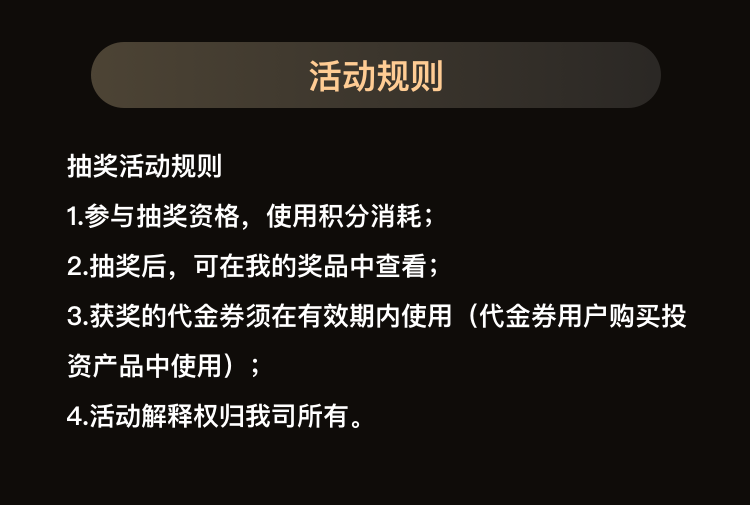 活动规则
抽奖活动规则
1.参与抽奖资格，使用积分消耗；
2.抽奖后，可在我的奖品中查看；
3.获奖的代金券须在有效期内使用（代金券用户购买投
资产品中使用）；
4.活动解释权归我司所有。